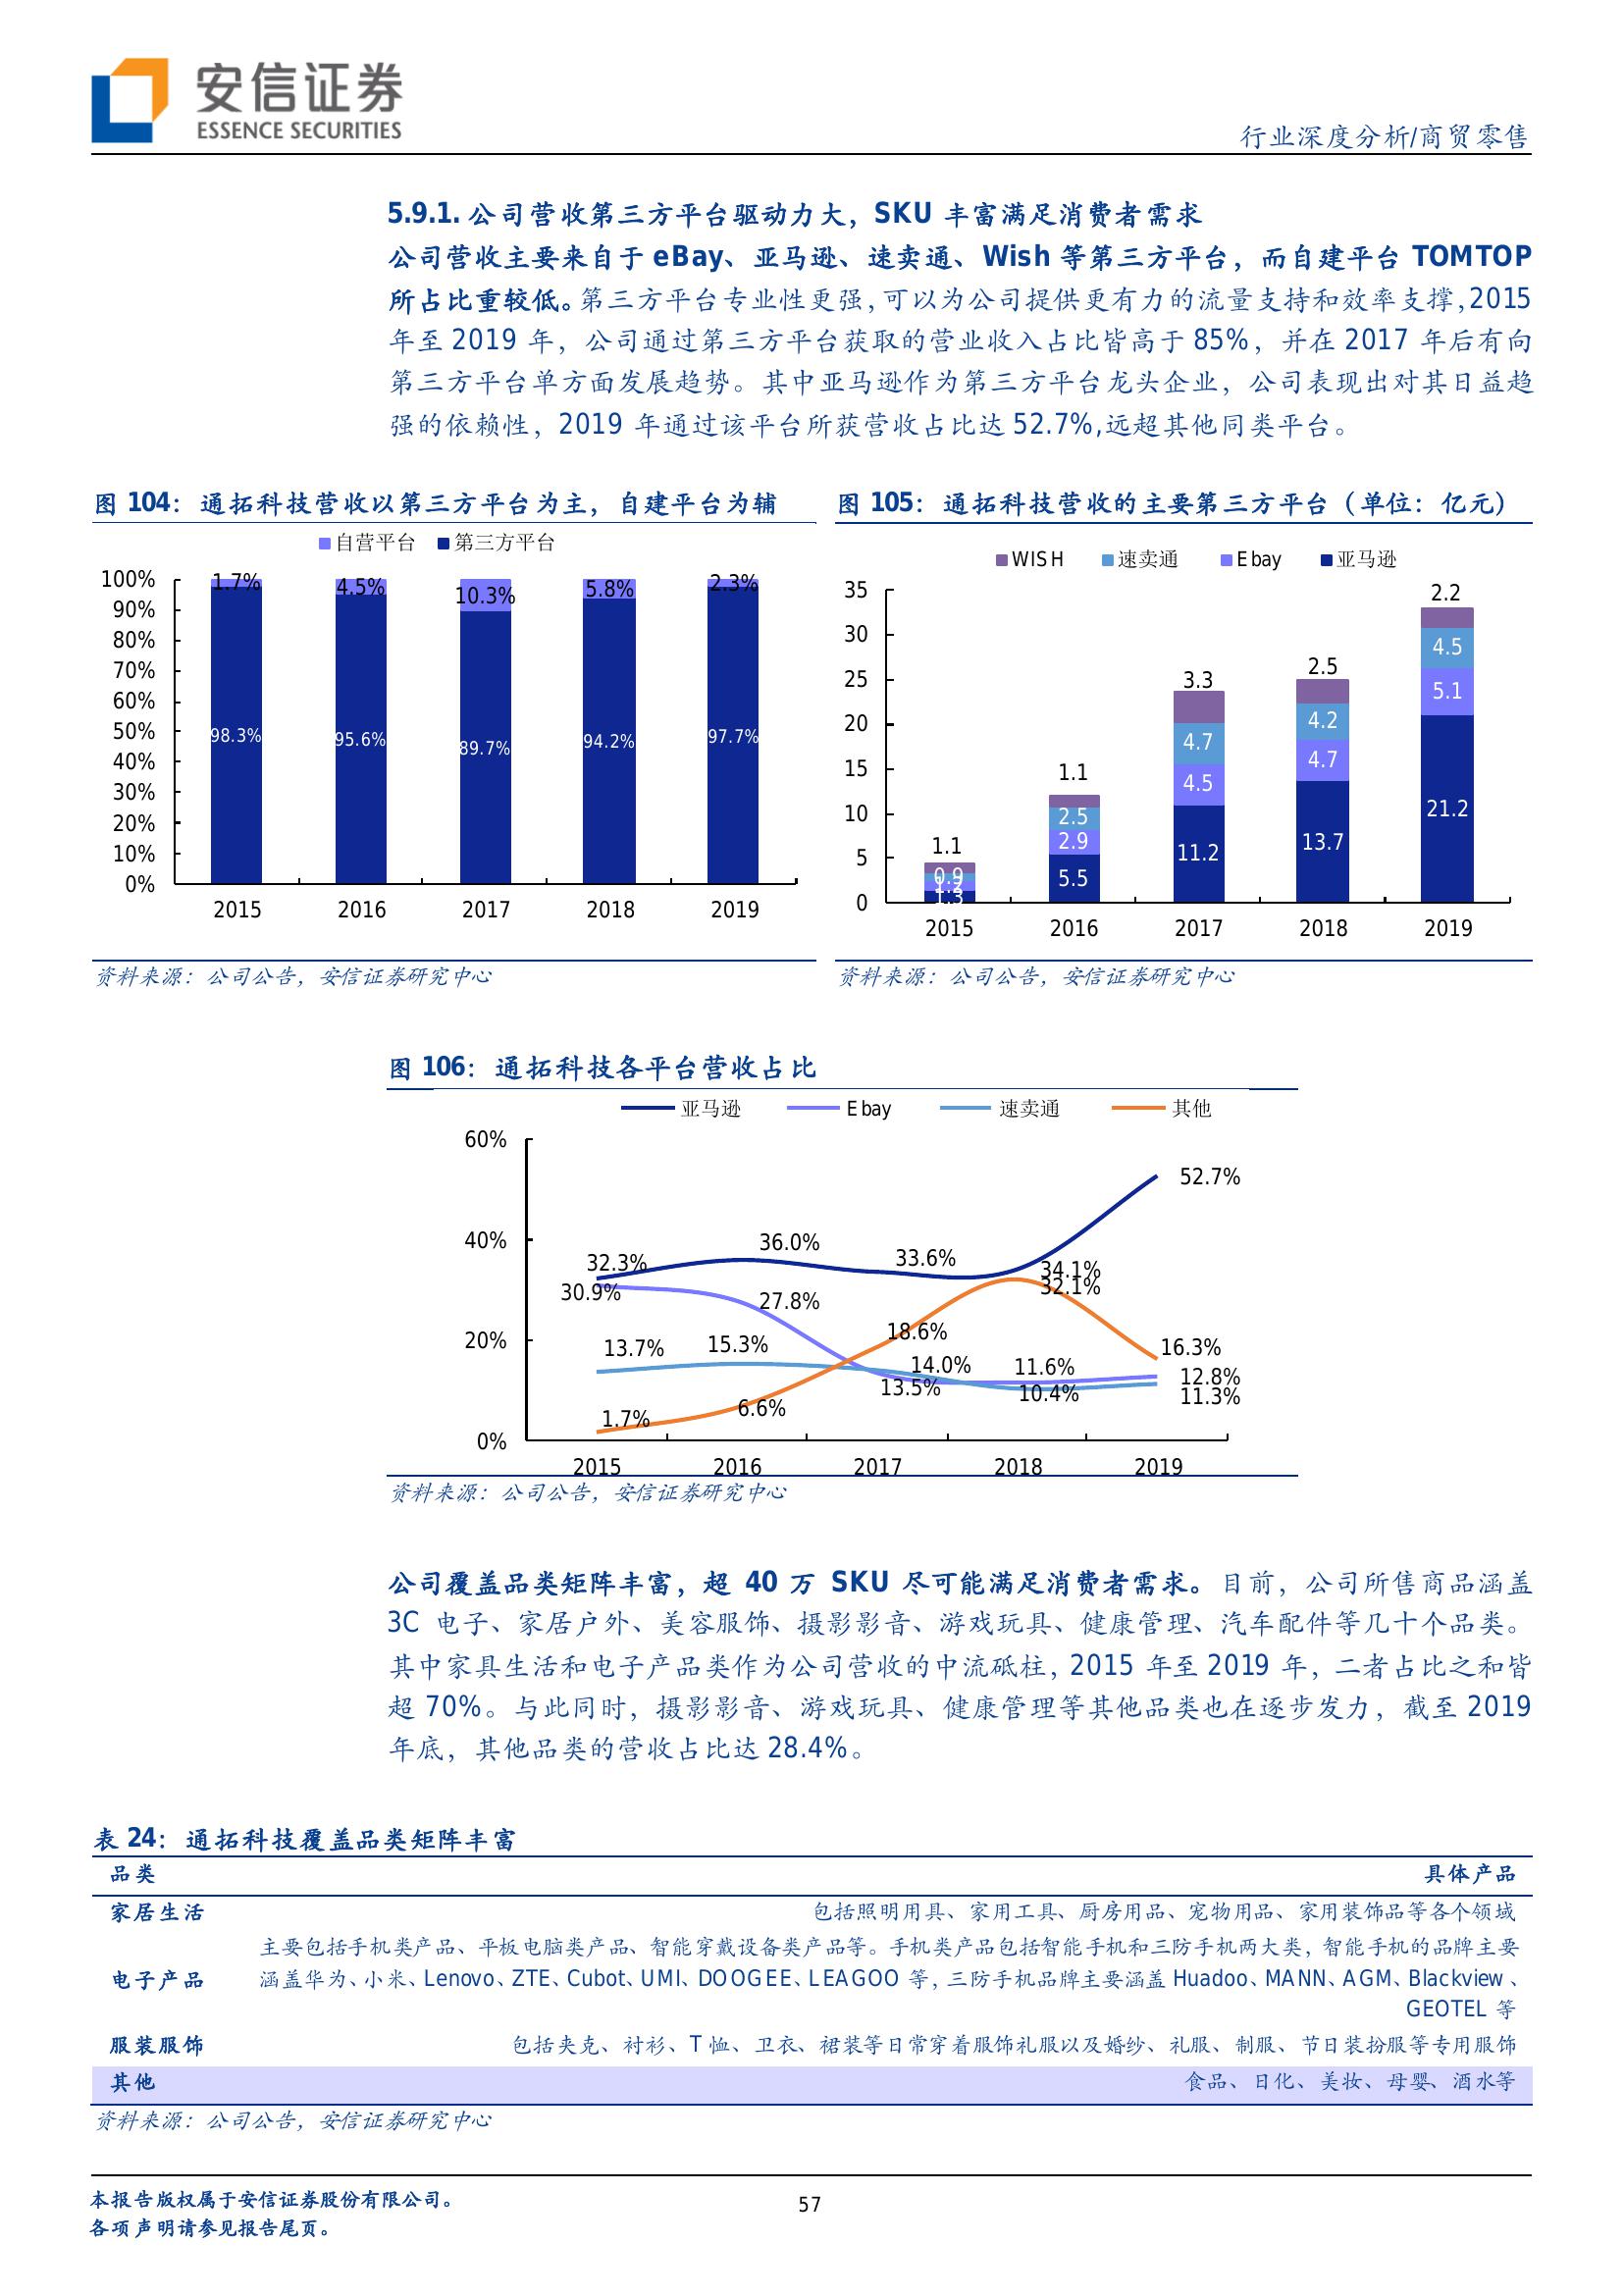 安信证券
ESSENCE SECURITIES
行业深度分析/商贸零售
5.9.1. 公司营收第三方平台驱动力大，SKU 丰富满足消费者需求
公司营收主要来自于 eBay、亚马逊、速卖通、Wish 等第三方平台，而自建平台 TOMTOP
所占比重较低。第三方平台专业性更强，可以为公司提供更有力的流量支持和效率支撑，2015
年至 2019 年，公司通过第三方平台获取的营业收入占比皆高于 85%，并在 2017 年后有向
第三方平台单方面发展趋势。其中亚马逊作为第三方平台龙头企业，公司表现出对其日益趋
强的依赖性，2019 年通过该平台所获营收占比达 52.7%,远超其他同类平台。
图 104：通拓科技营收以第三方平台为主，自建平台为辅
自营平台 第三方平台
100%
90%
80%
70%
60%
50%
40%
30%
20%
10%
0%
1.7% 4.5% 10.3% 5.8% 2.3%
98.3% 95.6% 89.7% 94.2% 97.7%
2015 2016 2017 2018 2019
资料来源：公司公告，安信证券研究中心
图 105：通拓科技营收的主要第三方平台（单位：亿元）
WISH 速卖通 Ebay 亚马逊
35
30
25
20
15
10
5
0
1.1 1.1 3.3 2.5 2.2
0.9 2.5 4.7 4.2 4.5
1.2 2.9 4.5 4.7 5.1
1.3 5.5 11.2 13.7 21.2
2015 2016 2017 2018 2019
资料来源：公司公告，安信证券研究中心
图 106：通拓科技各平台营收占比
亚马逊 Ebay 速卖通 其他
60%
40%
20%
0%
32.3% 36.0% 33.6% 34.1% 52.7%
30.9% 27.8% 13.5% 11.6% 12.8%
13.7% 15.3% 14.0% 10.4% 11.3%
1.7% 6.6% 18.6% 32.1% 16.3%
2015 2016 2017 2018 2019
资料来源：公司公告，安信证券研究中心
公司覆盖品类矩阵丰富，超 40 万 SKU 尽可能满足消费者需求。目前，公司所售商品涵盖
3C 电子、家居户外、美容服饰、摄影影音、游戏玩具、健康管理、汽车配件等几十个品类。
其中家具生活和电子产品类作为公司营收的中流砥柱，2015 年至 2019 年，二者占比之和皆
超 70%。与此同时，摄影影音、游戏玩具、健康管理等其他品类也在逐步发力，截至 2019
年底，其他品类的营收占比达 28.4%。
表 24：通拓科技覆盖品类矩阵丰富
品类 具体产品
家居生活 包括照明用具、家用工具、厨房用品、宠物用品、家用装饰品等各个领域
主要包括手机类产品、平板电脑类产品、智能穿戴设备类产品等。手机类产品包括智能手机和三防手机两大类，智能手机的品牌主要
电子产品 涵盖华为、小米、Lenovo、ZTE、Cubot、UMI、DOOGEE、LEAGOO 等，三防手机品牌主要涵盖 Huadoo、MANN、AGM、Blackview、
GEOTEL 等
服装服饰 包括夹克、衬衫、T 恤、卫衣、裙装等日常穿着服饰礼服以及婚纱、礼服、制服、节日装扮服等专用服饰
其他 食品、日化、美妆、母婴、酒水等
资料来源：公司公告，安信证券研究中心
本报告版权属于安信证券股份有限公司。
57
各项声明请参见报告尾页。